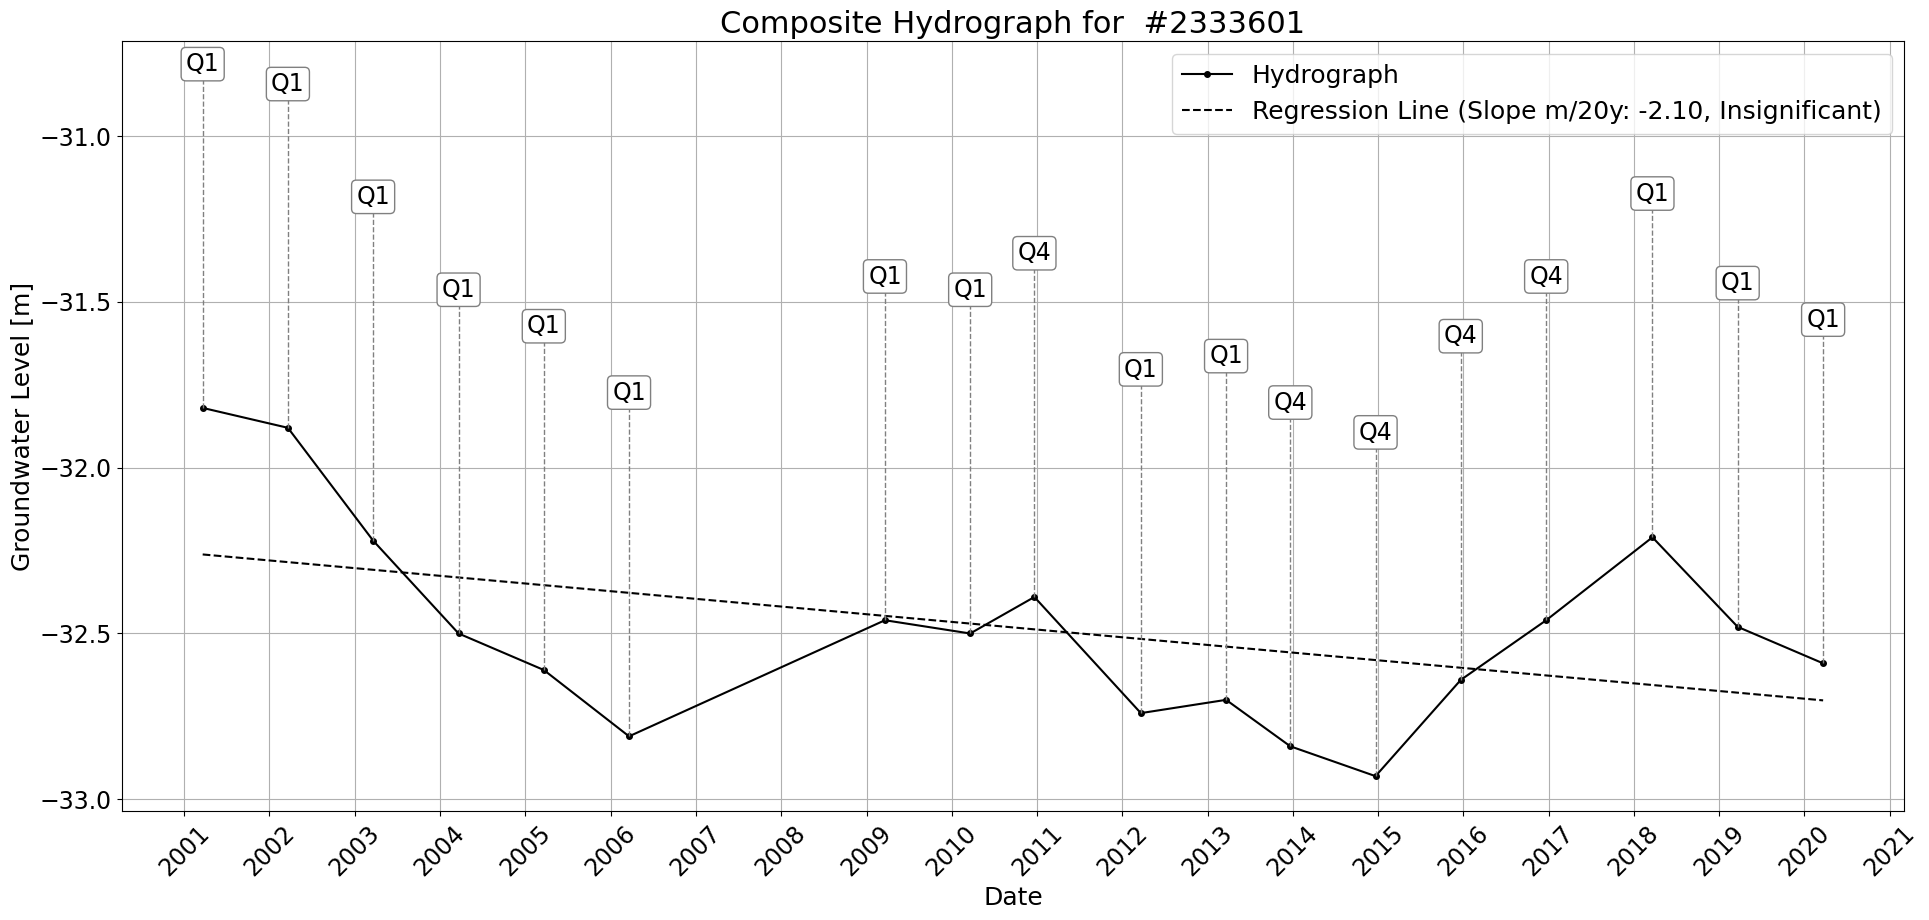 Composite Hydrograph for  #2333601
Hydrograph
Regression Line (Slope m/20y: -2.10, Insignificant)
Groundwater Level [m]
−31.0
−31.5
−32.0
−32.5
−33.0
Q1
Q1
Q1
Q1
Q1
Q1
Q1
Q1
Q4
Q1
Q1
Q4
Q4
Q4
Q4
Q1
Q1
Q1
2001
2002
2003
2004
2005
2006
2007
2008
2009
2010
2011
2012
2013
2014
2015
2016
2017
2018
2019
2020
2021
Date